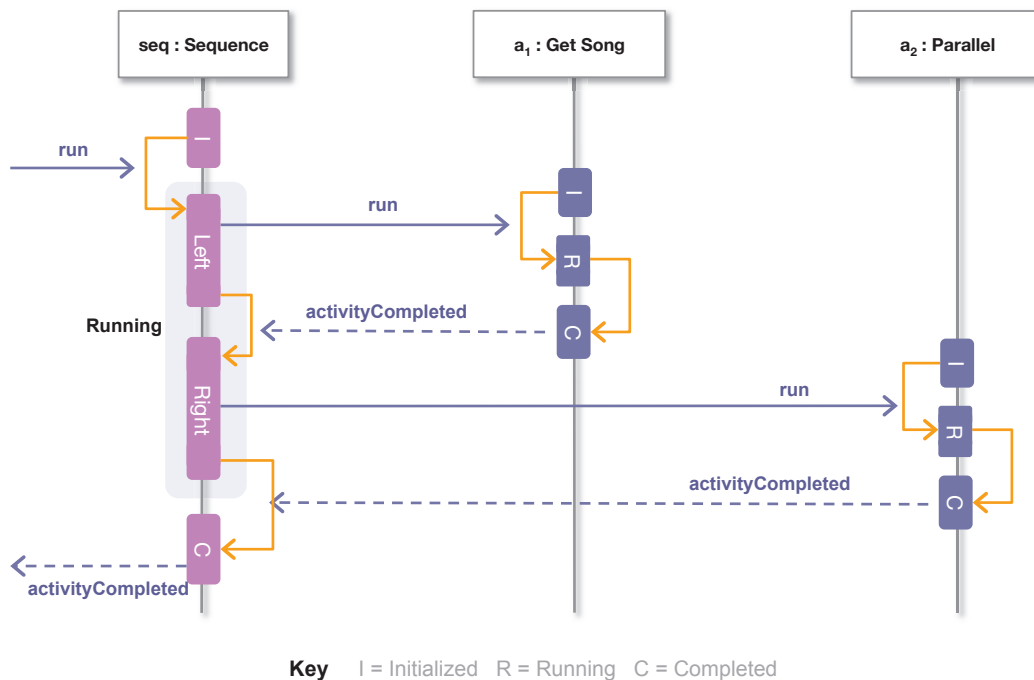 seq : Sequence
a1 : Get Song
a2 : Parallel
I
run
I
Left
run
R
activityCompleted
C
Running
I
Right
run
R
activityCompleted
C
C
activityCompleted
Key I = Initialized R = Running C = Completed